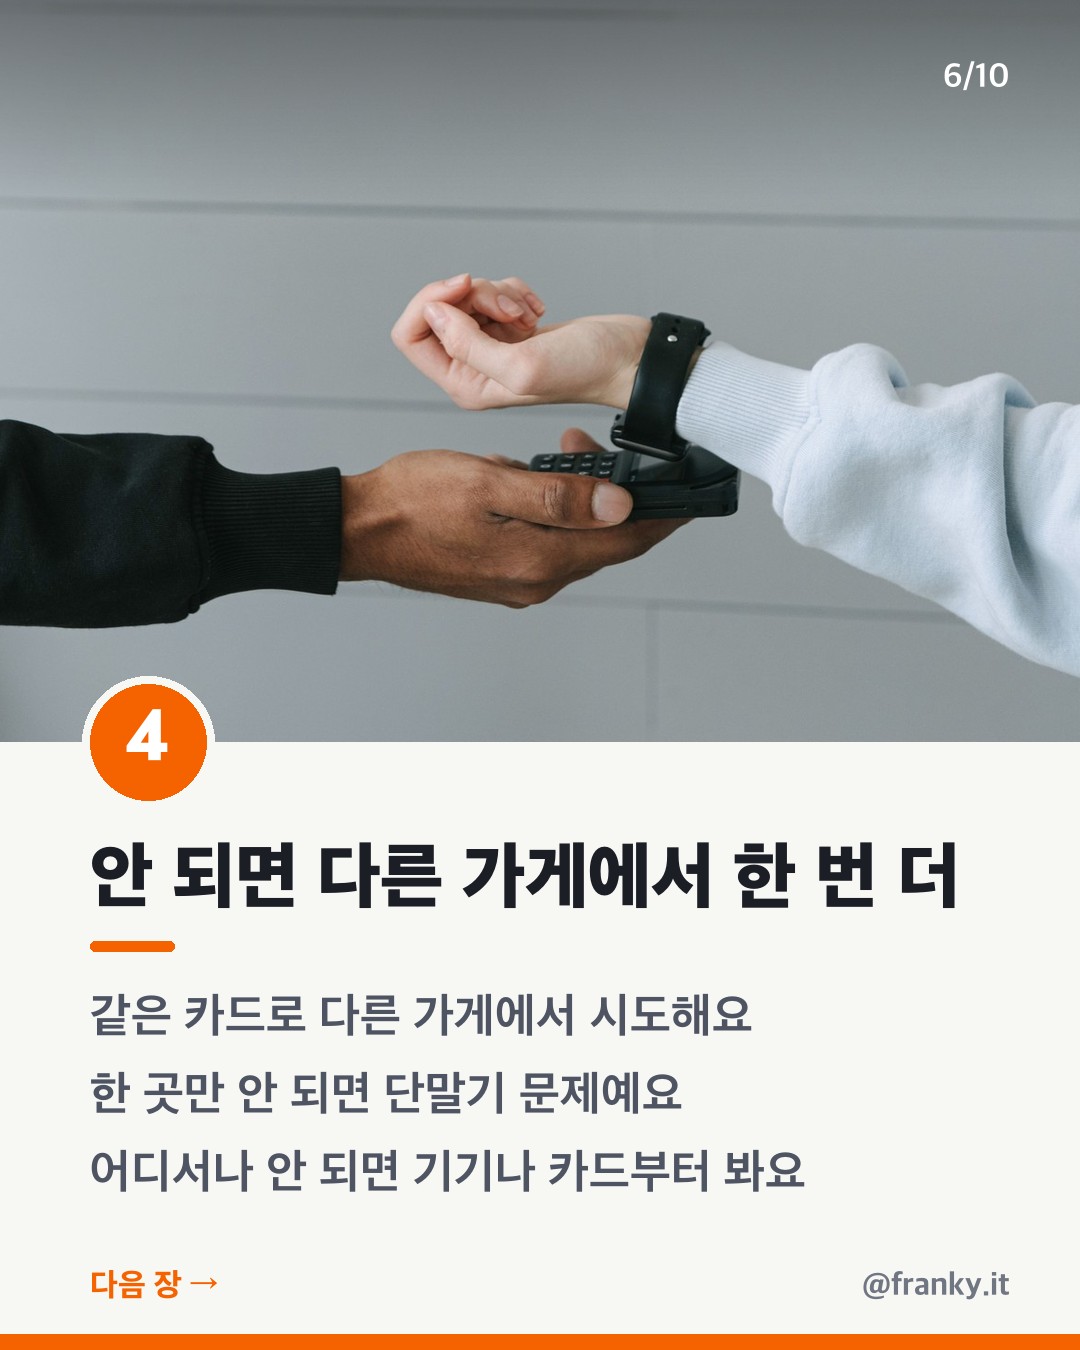 6/10
4
안 되면 다른 가게에서 한 번 더
같은 카드로 다른 가게에서 시도해요
한 곳만 안 되면 단말기 문제예요
어디서나 안 되면 기기나 카드부터 봐요
다음 장 →
@franky.it